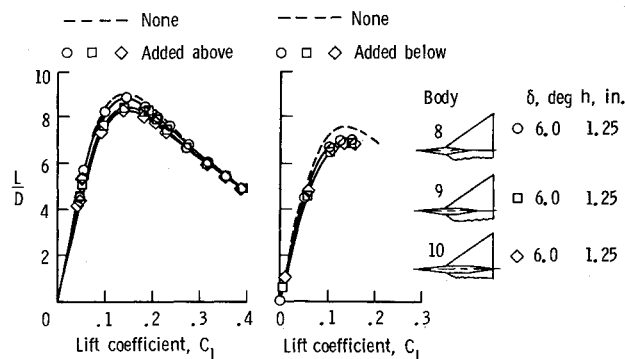 None
None
Added above
Added below
10
8
6
4
2
0
L
D
.1
.2
.3
.4
0
.1
.2
.3
Lift coefficient, C_l
Lift coefficient, C_l
Body
δ, deg
h, in.
8
6.0
1.25
9
6.0
1.25
10
6.0
1.25